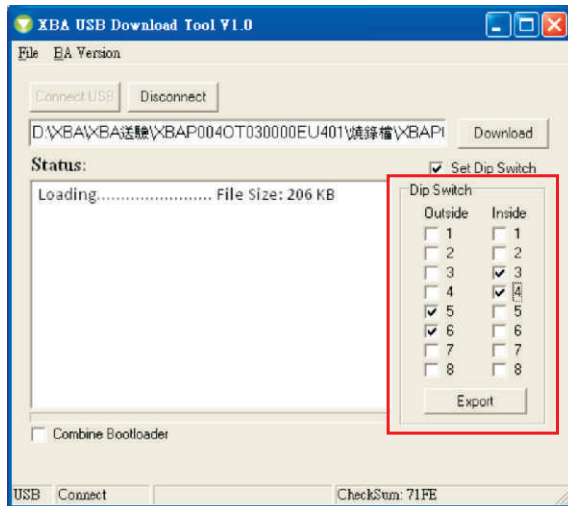 XBA USB Download Tool V1.0
File BA Version
Connect USB Disconnect
D:\XBA\XBA送驗\XBAP004OT030000EU401\燒錄檔\XBAP Download
Status: Set Dip Switch
Loading........................ File Size: 206 KB
Dip Switch
Outside Inside
1 1
2 2
3 3
4 4
5 5
6 6
7 7
8 8
Export
Combine Bootloader
USB Connect CheckSum: 71FE